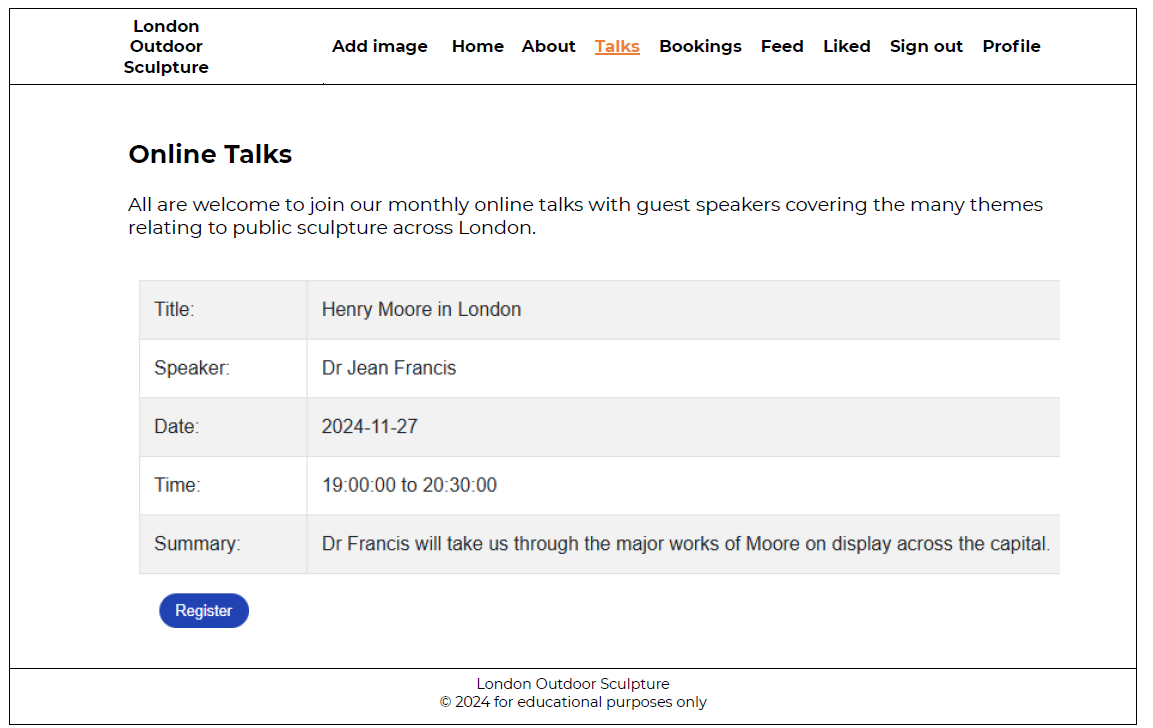 London
Outdoor
Sculpture
Add image Home About Talks Bookings Feed Liked Sign out Profile
Online Talks
All are welcome to join our monthly online talks with guest speakers covering the many themes
relating to public sculpture across London.
Title: Henry Moore in London
Speaker: Dr Jean Francis
Date: 2024-11-27
Time: 19:00:00 to 20:30:00
Summary: Dr Francis will take us through the major works of Moore on display across the capital.
Register
London Outdoor Sculpture
© 2024 for educational purposes only